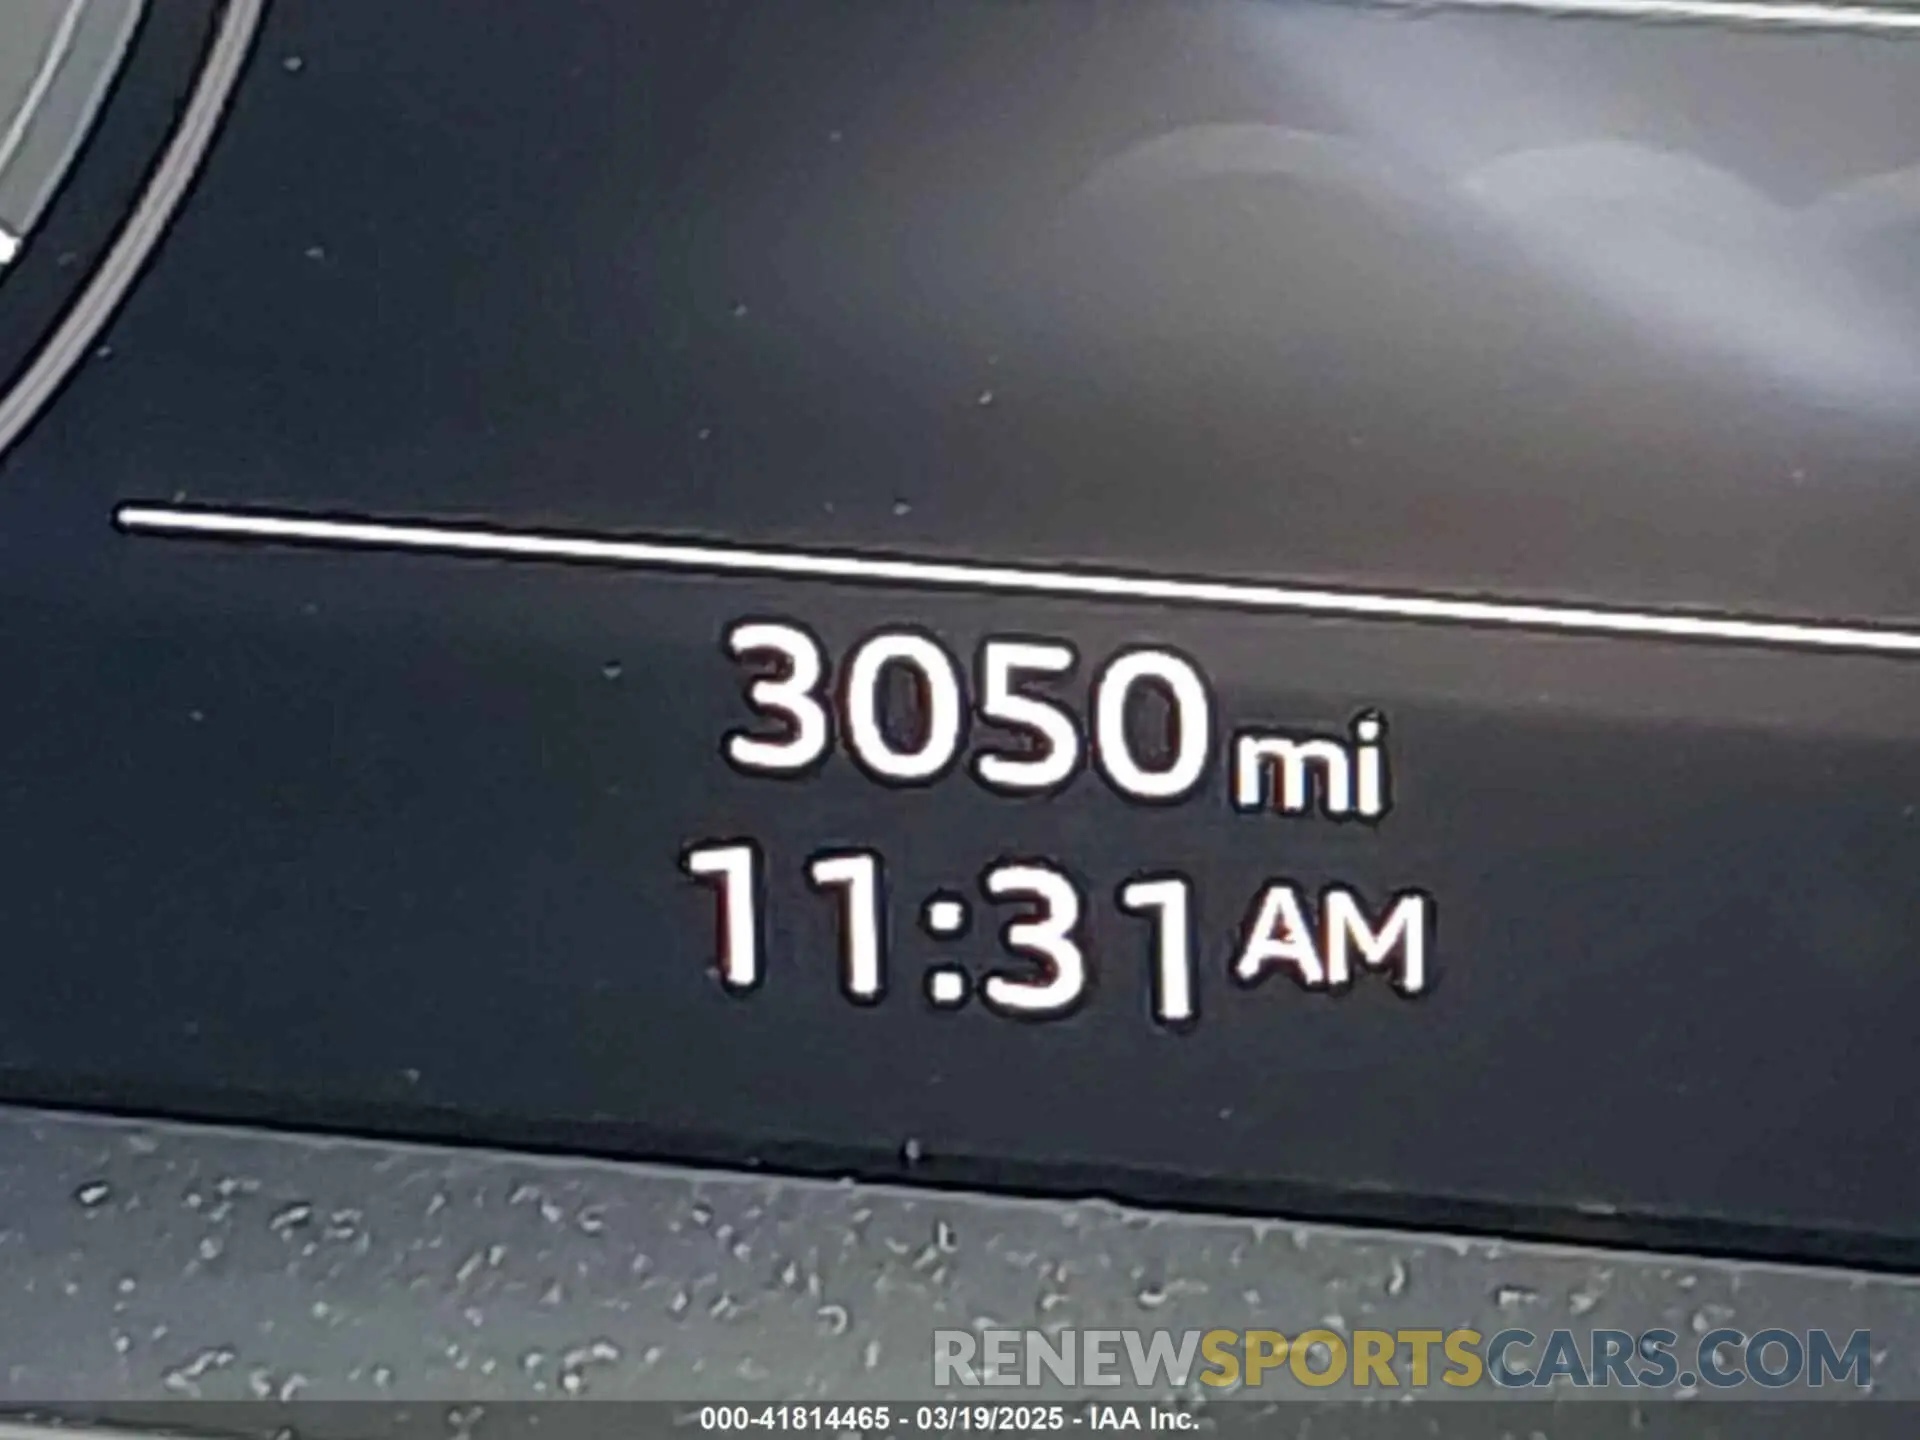 3050 mi
11:31 AM
RENEWSPORTSCARS.COM
000-41814465 - 03/19/2025 - IAA Inc.